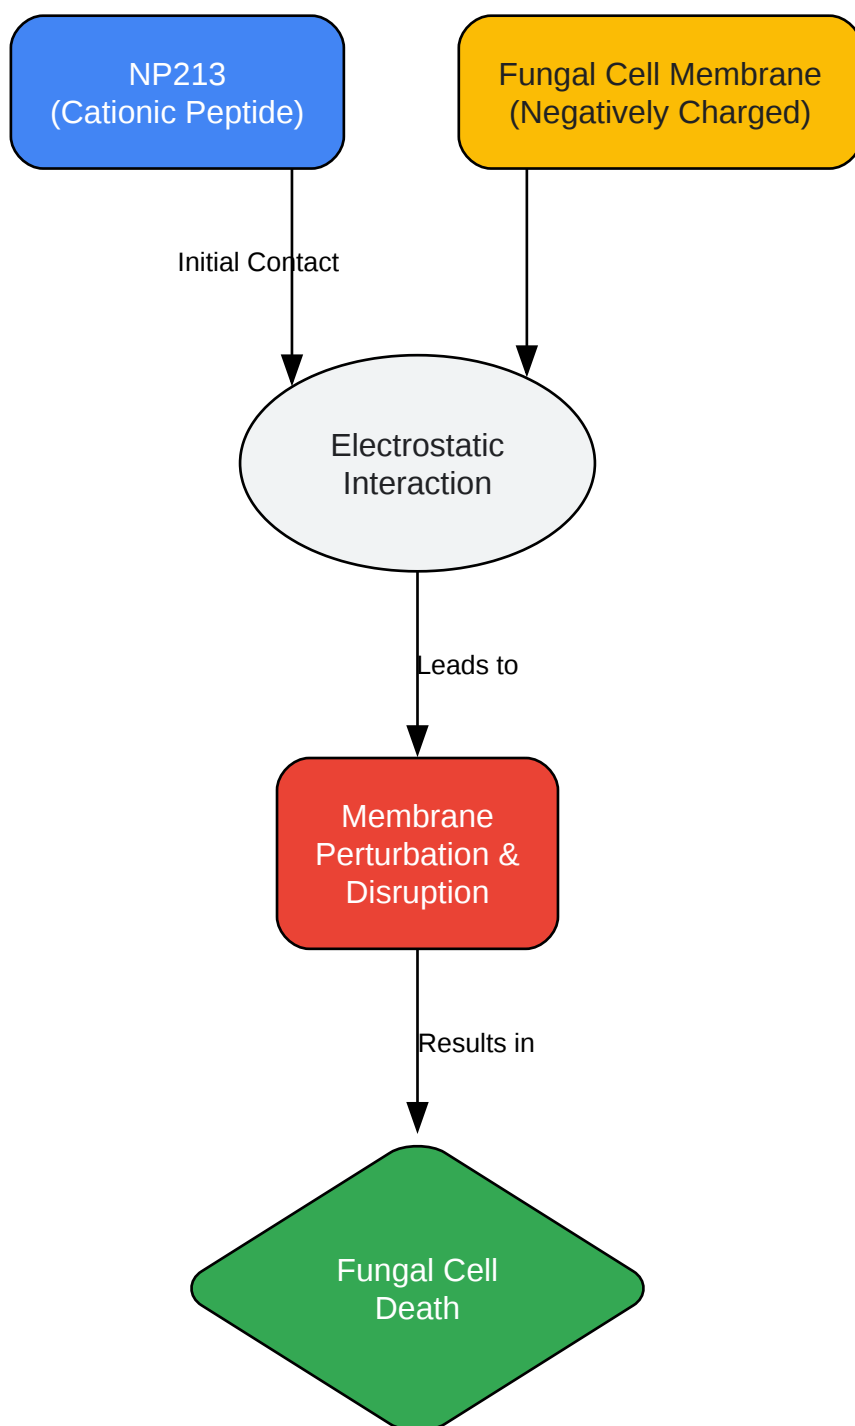 NP213
(Cationic Peptide)
Fungal Cell Membrane
(Negatively Charged)
Initial Contact
Electrostatic
Interaction
Leads to
Membrane
Perturbation &
Disruption
Results in
Fungal Cell
Death